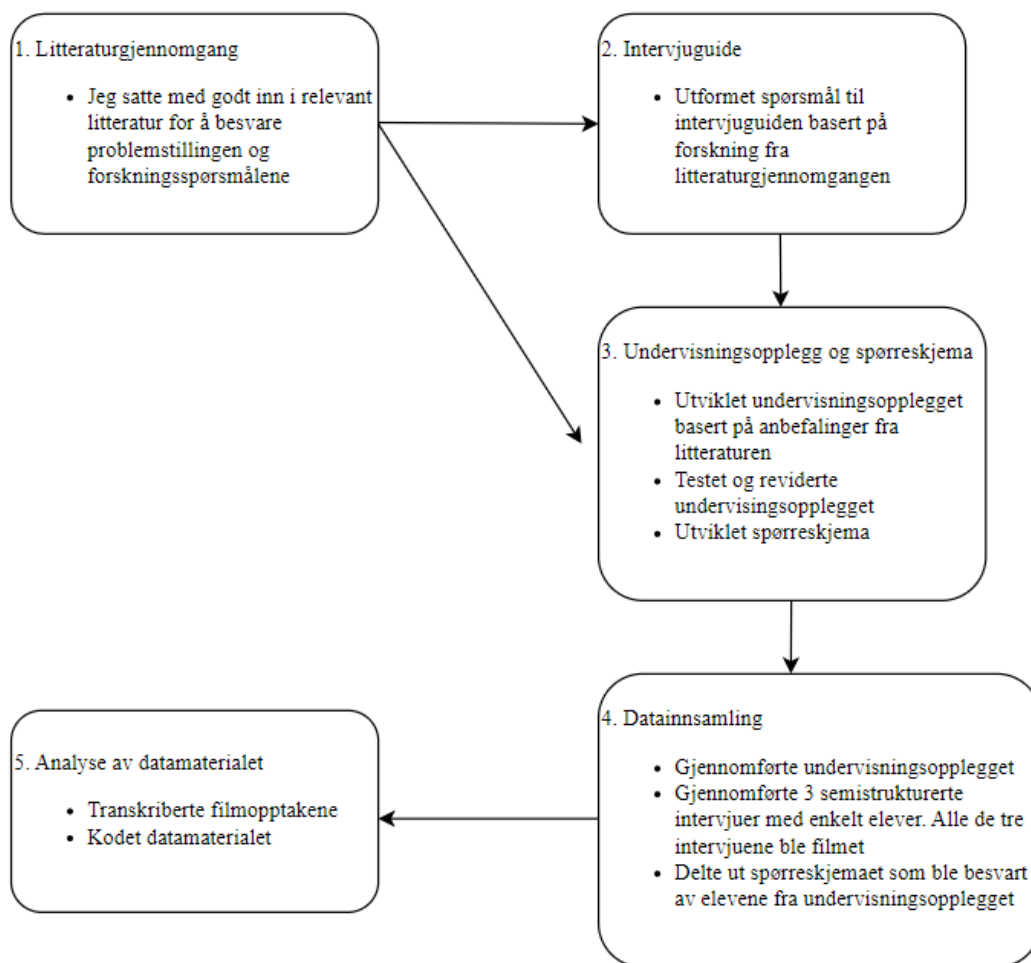 1. Litteraturgjennomgang
• Jeg satte med godt inn i relevant
litteratur for å besvare
problemstillingen og
forskningsspørsmålene
2. Intervjuguide
• Utformet spørsmål til
intervjuguiden basert på
forskning fra
litteraturgjennomgangen
3. Undervisningsopplegg og spørreskjema
• Utviklet undervisningsopplegget
basert på anbefalinger fra
litteraturen
• Testet og reviderte
undervisingsopplegget
• Utviklet spørreskjema
4. Datainnsamling
• Gjennomførte undervisningsopplegget
• Gjennomførte 3 semistrukturerte
intervjuer med enkelt elever. Alle de tre
intervjuene ble filmet
• Delte ut spørreskjemaet som ble besvart
av elevene fra undervisningsopplegget
5. Analyse av datamaterialet
• Transkriberte filmopptakene
• Kodet datamaterialet